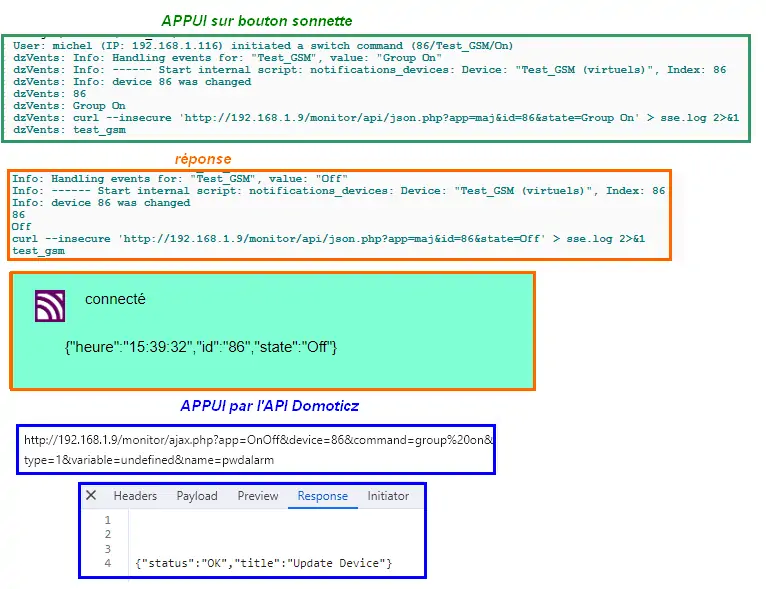 APPUI sur bouton sonnette
User: michel (IP: 192.168.1.116) initiated a switch command (86/Test_GSM/On)
dzVents: Info: Handling events for: "Test_GSM", value: "Group On"
dzVents: Info: ------ Start internal script: notifications_devices: Device: "Test_GSM (virtuels)", Index: 86
dzVents: Info: device 86 was changed
dzVents: 86
dzVents: Group On
dzVents: curl --insecure 'http://192.168.1.9/monitor/api/json.php?app=maj&id=86&state=Group On' > sse.log 2>&1
dzVents: test_gsm
réponse
Info: Handling events for: "Test_GSM", value: "Off"
Info: ------ Start internal script: notifications_devices: Device: "Test_GSM (virtuels)", Index: 86
Info: device 86 was changed
86
Off
curl --insecure 'http://192.168.1.9/monitor/api/json.php?app=maj&id=86&state=Off' > sse.log 2>&1
test_gsm
connecté
{"heure":"15:39:32","id":"86","state":"Off"}
APPUI par l'API Domoticz
http://192.168.1.9/monitor/ajax.php?app=OnOff&device=86&command=group%20on&
type=1&variable=undefined&name=pwdalarm
Headers Payload Preview Response Initiator
1
2
3
4 {"status":"OK","title":"Update Device"}